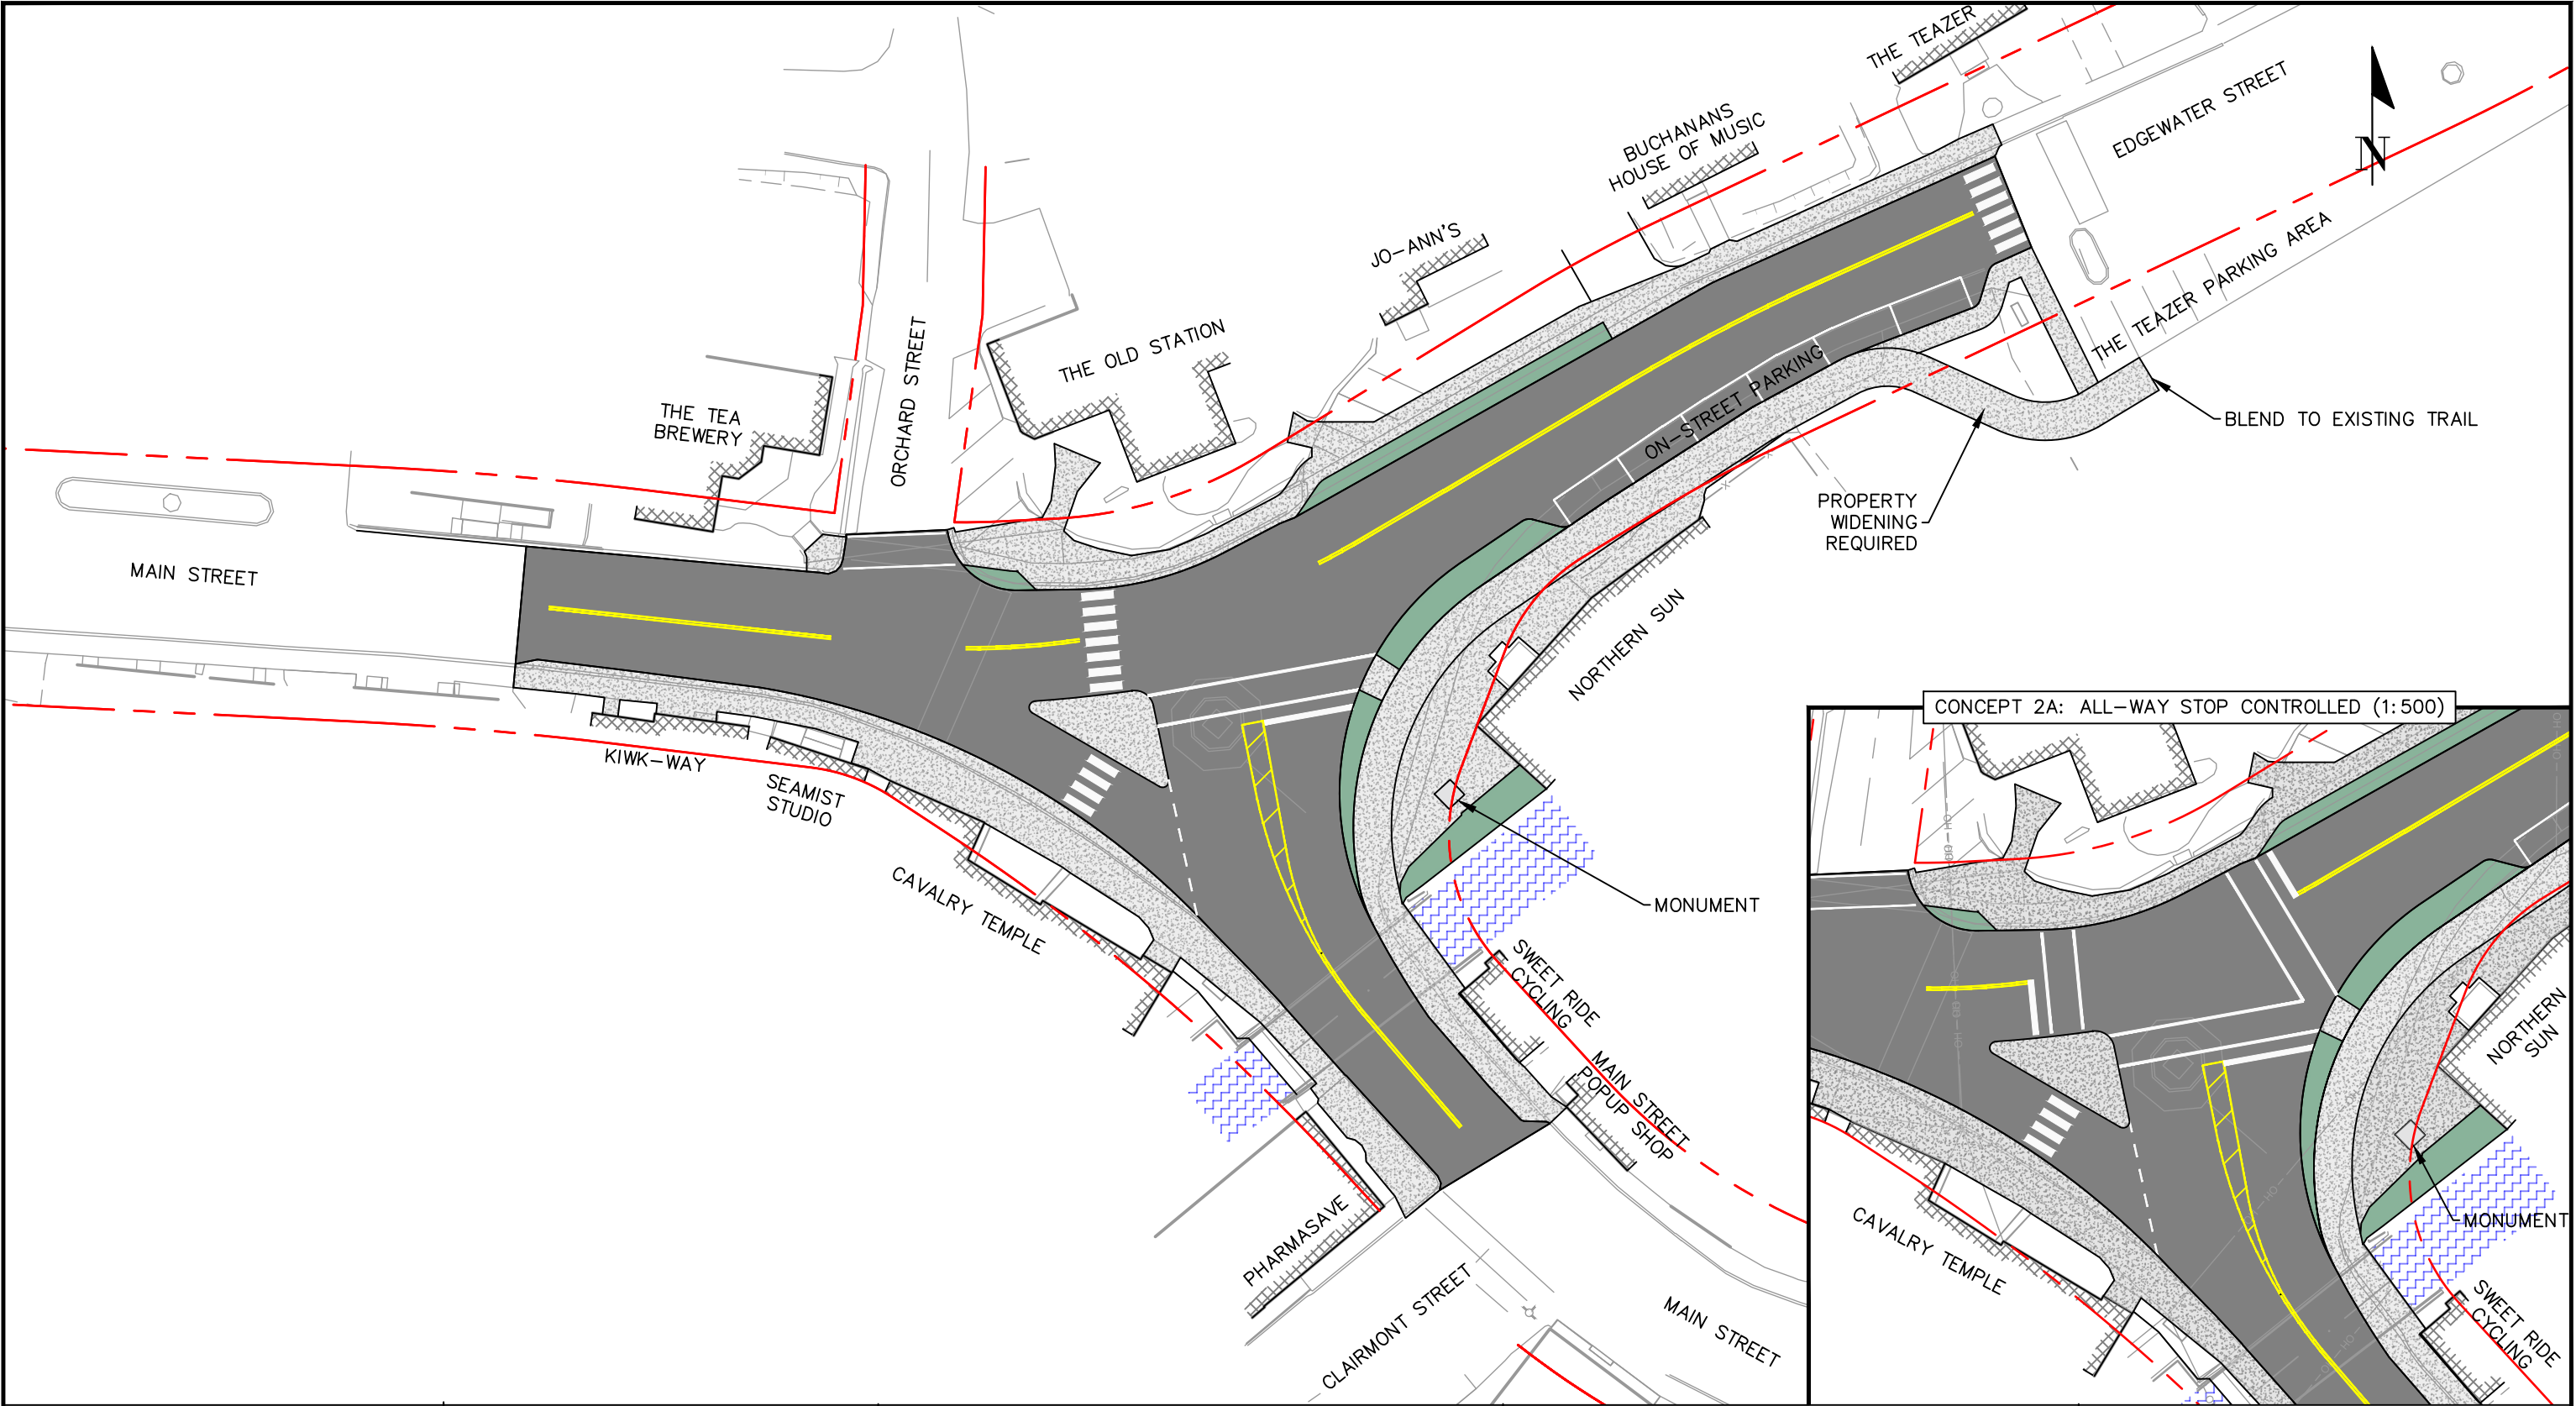 THE TEAZER
EDGEWATER STREET
N
BUCHANANS
HOUSE OF MUSIC
JO-ANN'S
THE TEAZER PARKING AREA
THE OLD STATION
ORCHARD STREET
THE TEA
BREWERY
ON-STREET PARKING
BLEND TO EXISTING TRAIL
PROPERTY
WIDENING
REQUIRED
MAIN STREET
NORTHERN SUN
KIWK-WAY
SEAMIST
STUDIO
CAVALRY TEMPLE
MONUMENT
SWEET RIDE
CYCLING
MAIN STREET
POPUP SHOP
PHARMASAVE
CLAIRMONT STREET
MAIN STREET
CONCEPT 2A: ALL-WAY STOP CONTROLLED (1:500)
NORTHERN
SUN
CAVALRY TEMPLE
MONUMENT
SWEET RIDE
CYCLING